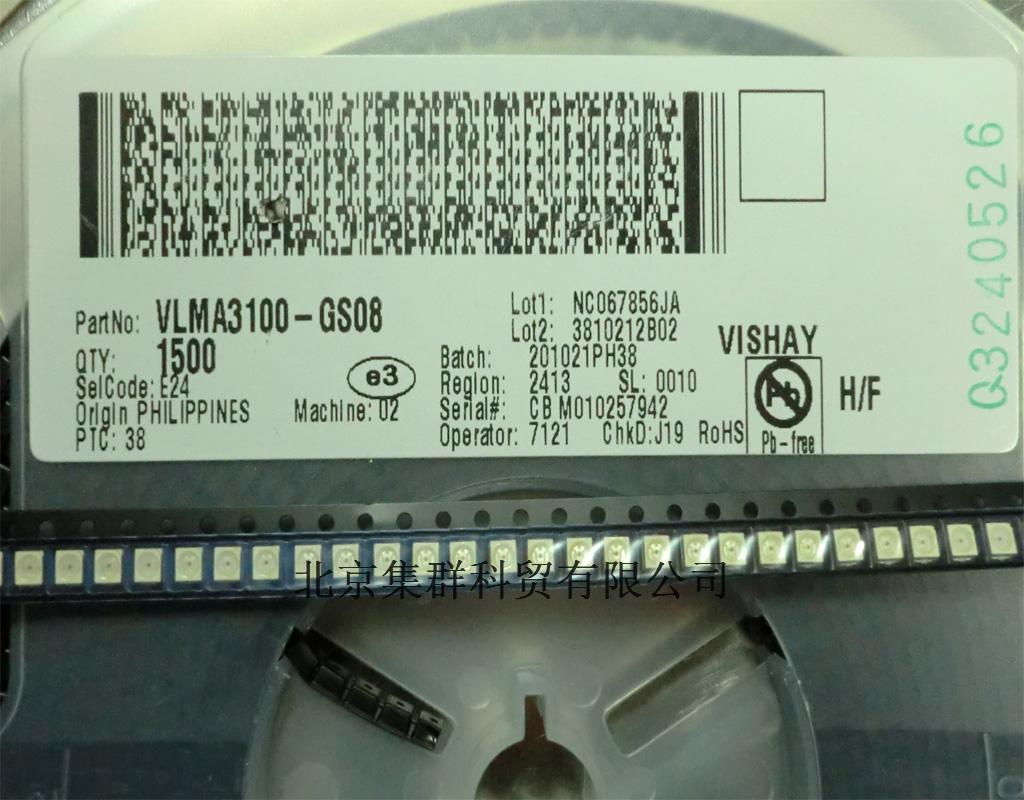 PartNo: VLMA3100-GS08
QTY: 1500
SelCode: E24
Origin PHILIPPINES
PTC: 38
e3
Machine: 02
Lot1: NC067856JA
Lot2: 3810212B02
Batch: 201021PH38
Region: 2413 SL: 0010
Serial#: CB M010257942
Operator: 7121 ChkD:J19 RoHS
VISHAY
Pb
Pb-free
H/F
Q3240526
北京集群科贸有限公司